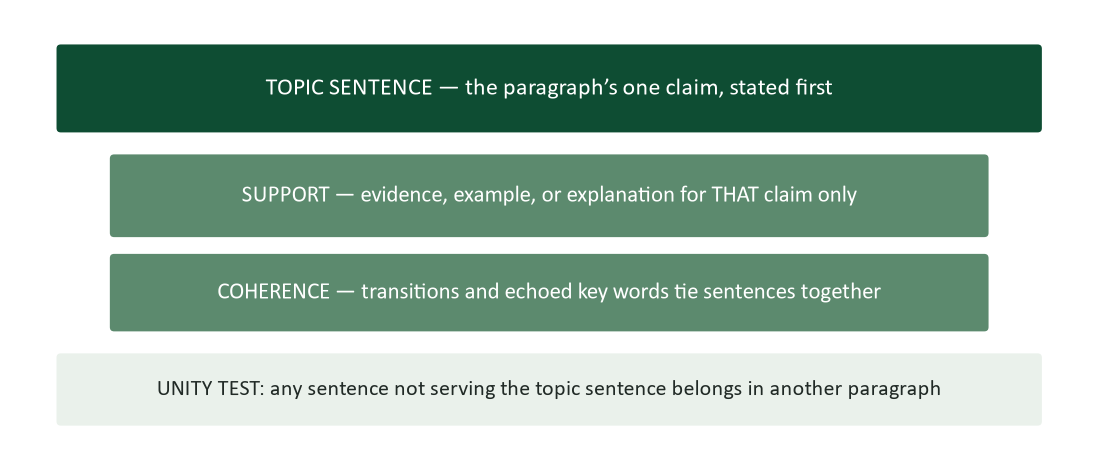 TOPIC SENTENCE — the paragraph’s one claim, stated first
SUPPORT — evidence, example, or explanation for THAT claim only
COHERENCE — transitions and echoed key words tie sentences together
UNITY TEST: any sentence not serving the topic sentence belongs in another paragraph